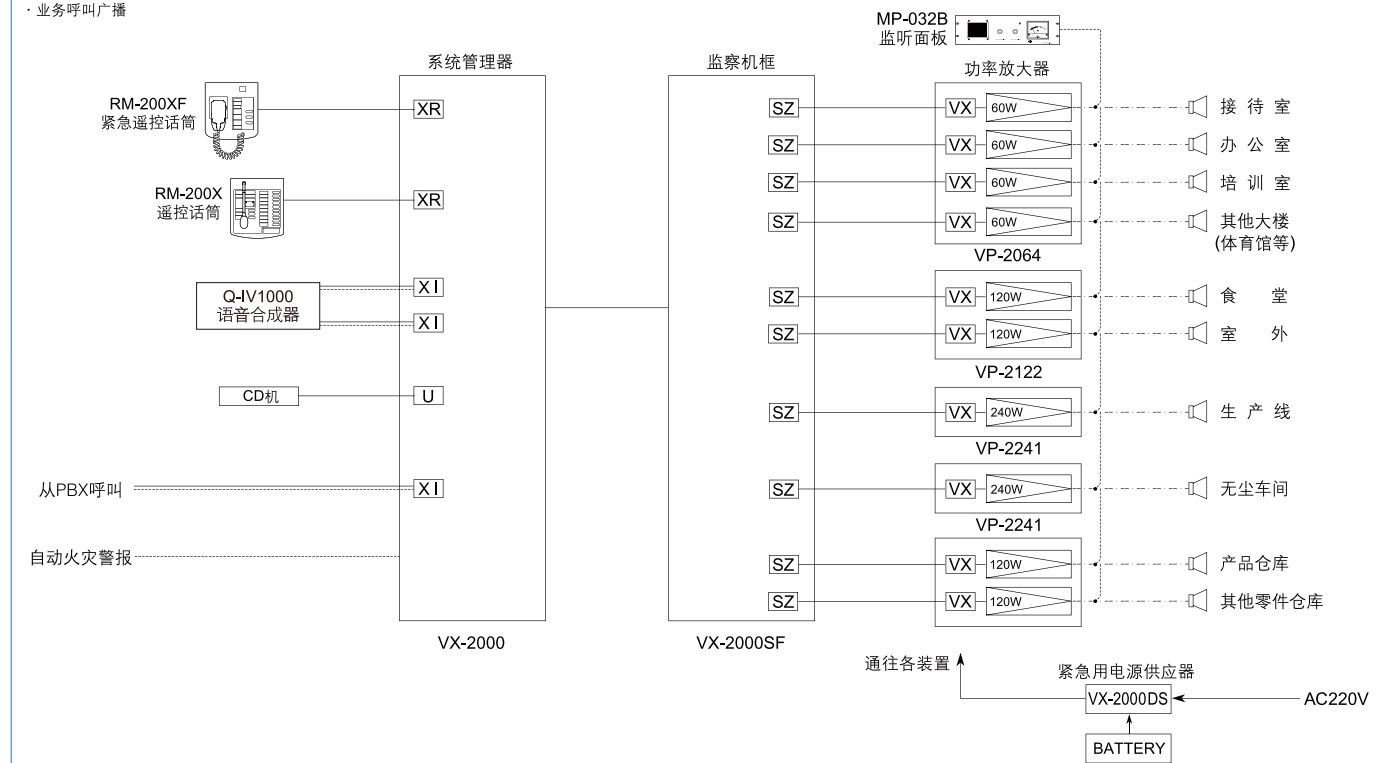 · 业务呼叫广播
MP-032B
监听面板
系统管理器
监察机框
功率放大器
RM-200XF
紧急遥控话筒
XR
SZ
VX
60W
接 待 室
SZ
VX
60W
办 公 室
RM-200X
遥控话筒
XR
SZ
VX
60W
培 训 室
SZ
VX
60W
其他大楼
(体育馆等)
VP-2064
Q-IV1000
语音合成器
XI
XI
SZ
VX
120W
食 堂
SZ
VX
120W
室 外
VP-2122
CD机
U
SZ
VX
240W
生 产 线
VP-2241
从PBX呼叫
XI
SZ
VX
240W
无尘车间
VP-2241
自动火灾警报
SZ
VX
120W
产品仓库
SZ
VX
120W
其他零件仓库
VX-2000
VX-2000SF
通往各装置
紧急用电源供应器
VX-2000DS
AC220V
BATTERY